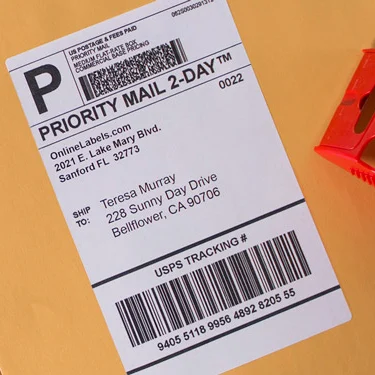 P
US POSTAGE & FEES PAID
PRIORITY MAIL
MEDIUM FLAT-RATE BOX
COMMERCIAL BASE PRICING
PRIORITY MAIL 2-DAY™
OnlineLabels.com
2021 E. Lake Mary Blvd.
Sanford FL 32773
0022
SHIP
TO:
Teresa Murray
228 Sunny Day Drive
Bellflower, CA 90706
USPS TRACKING #
9405 5118 9956 4892 8205 55